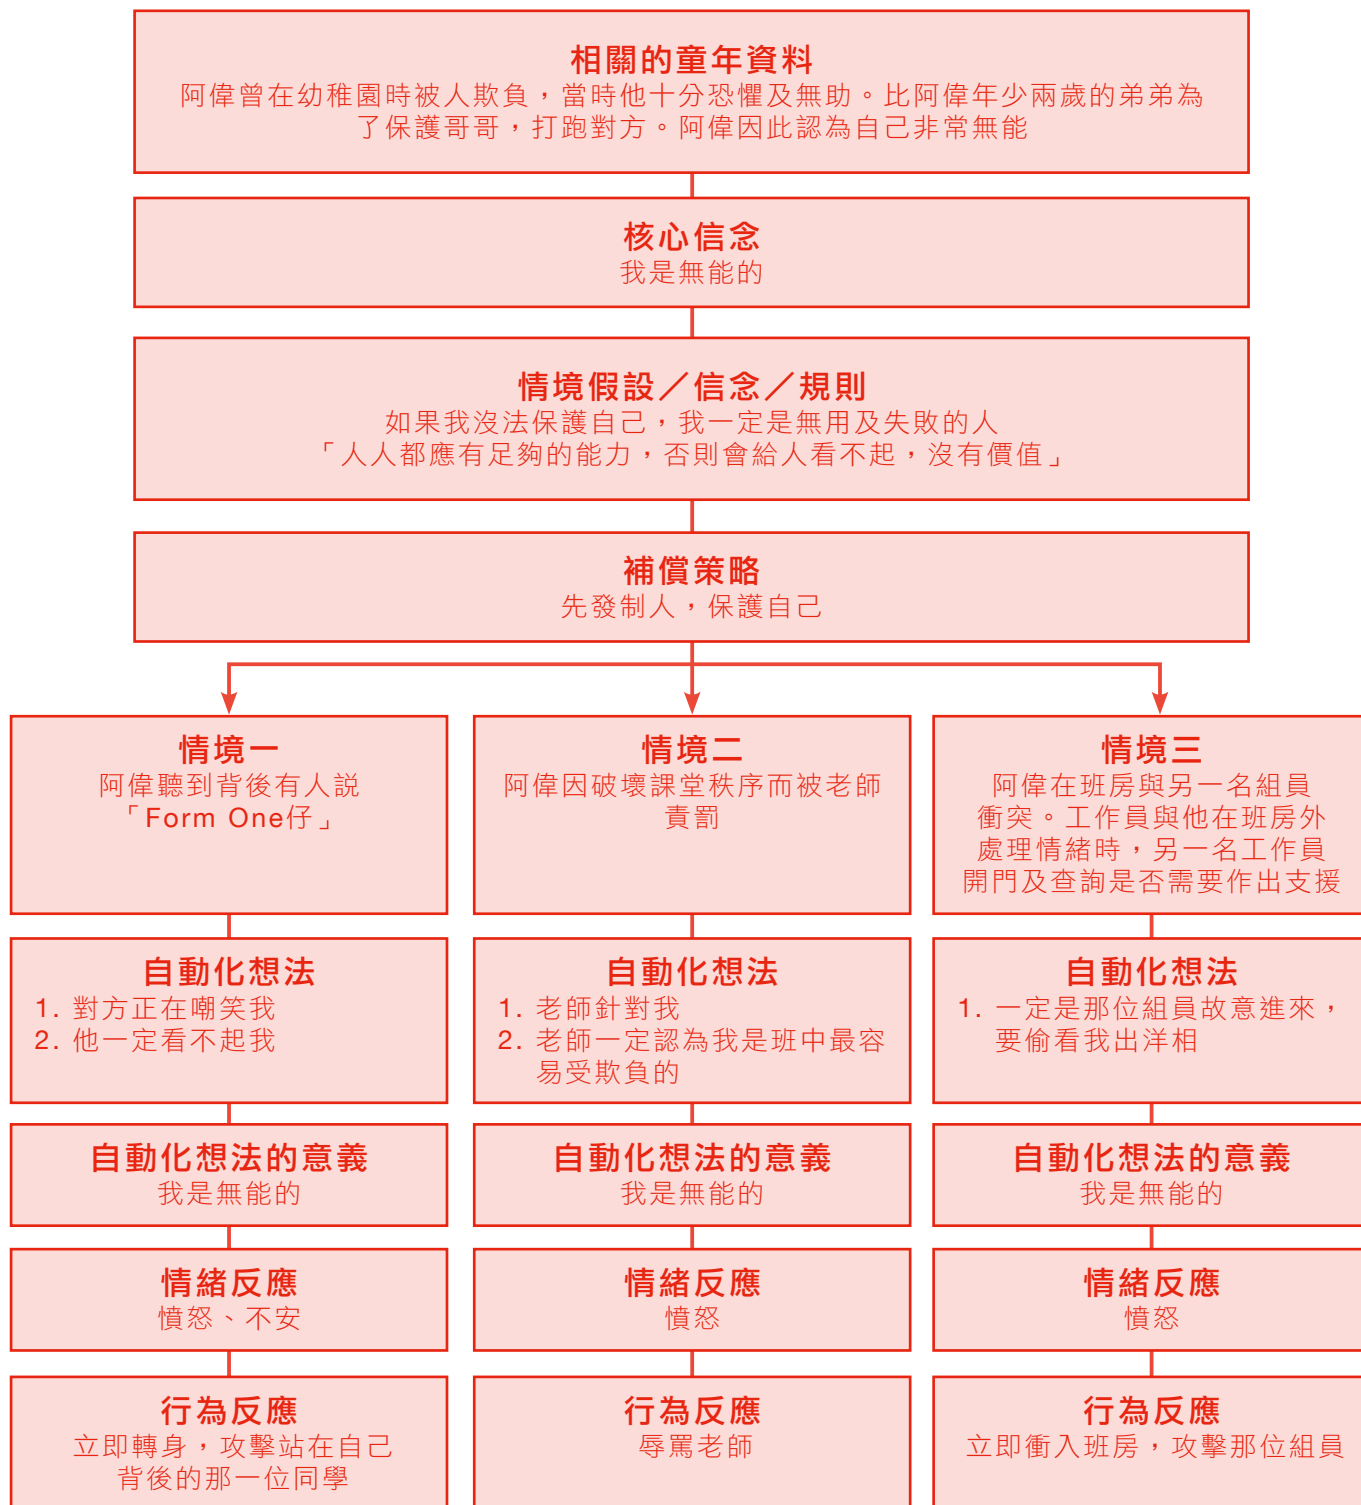 相關的童年資料
阿偉曾在幼稚園時被人欺負，當時他十分恐懼及無助。比阿偉年少兩歲的弟弟為
了保護哥哥，打跑對方。阿偉因此認為自己非常無能
核心信念
我是無能的
情境假設／信念／規則
如果我沒法保護自己，我一定是無用及失敗的人
「人人都應有足夠的能力，否則會給人看不起，沒有價值」
補償策略
先發制人，保護自己
情境一
阿偉聽到背後有人説
「Form One仔」
自動化想法
1. 對方正在嘲笑我
2. 他一定看不起我
自動化想法的意義
我是無能的
情緒反應
憤怒、不安
行為反應
立即轉身，攻擊站在自己
背後的那一位同學
情境二
阿偉因破壞課堂秩序而被老師
責罰
自動化想法
1. 老師針對我
2. 老師一定認為我是班中最容
易受欺負的
自動化想法的意義
我是無能的
情緒反應
憤怒
行為反應
辱罵老師
情境三
阿偉在班房與另一名組員
衝突。工作員與他在班房外
處理情緒時，另一名工作員
開門及查詢是否需要作出支援
自動化想法
1. 一定是那位組員故意進來，
要偷看我出洋相
自動化想法的意義
我是無能的
情緒反應
憤怒
行為反應
立即衝入班房，攻擊那位組員